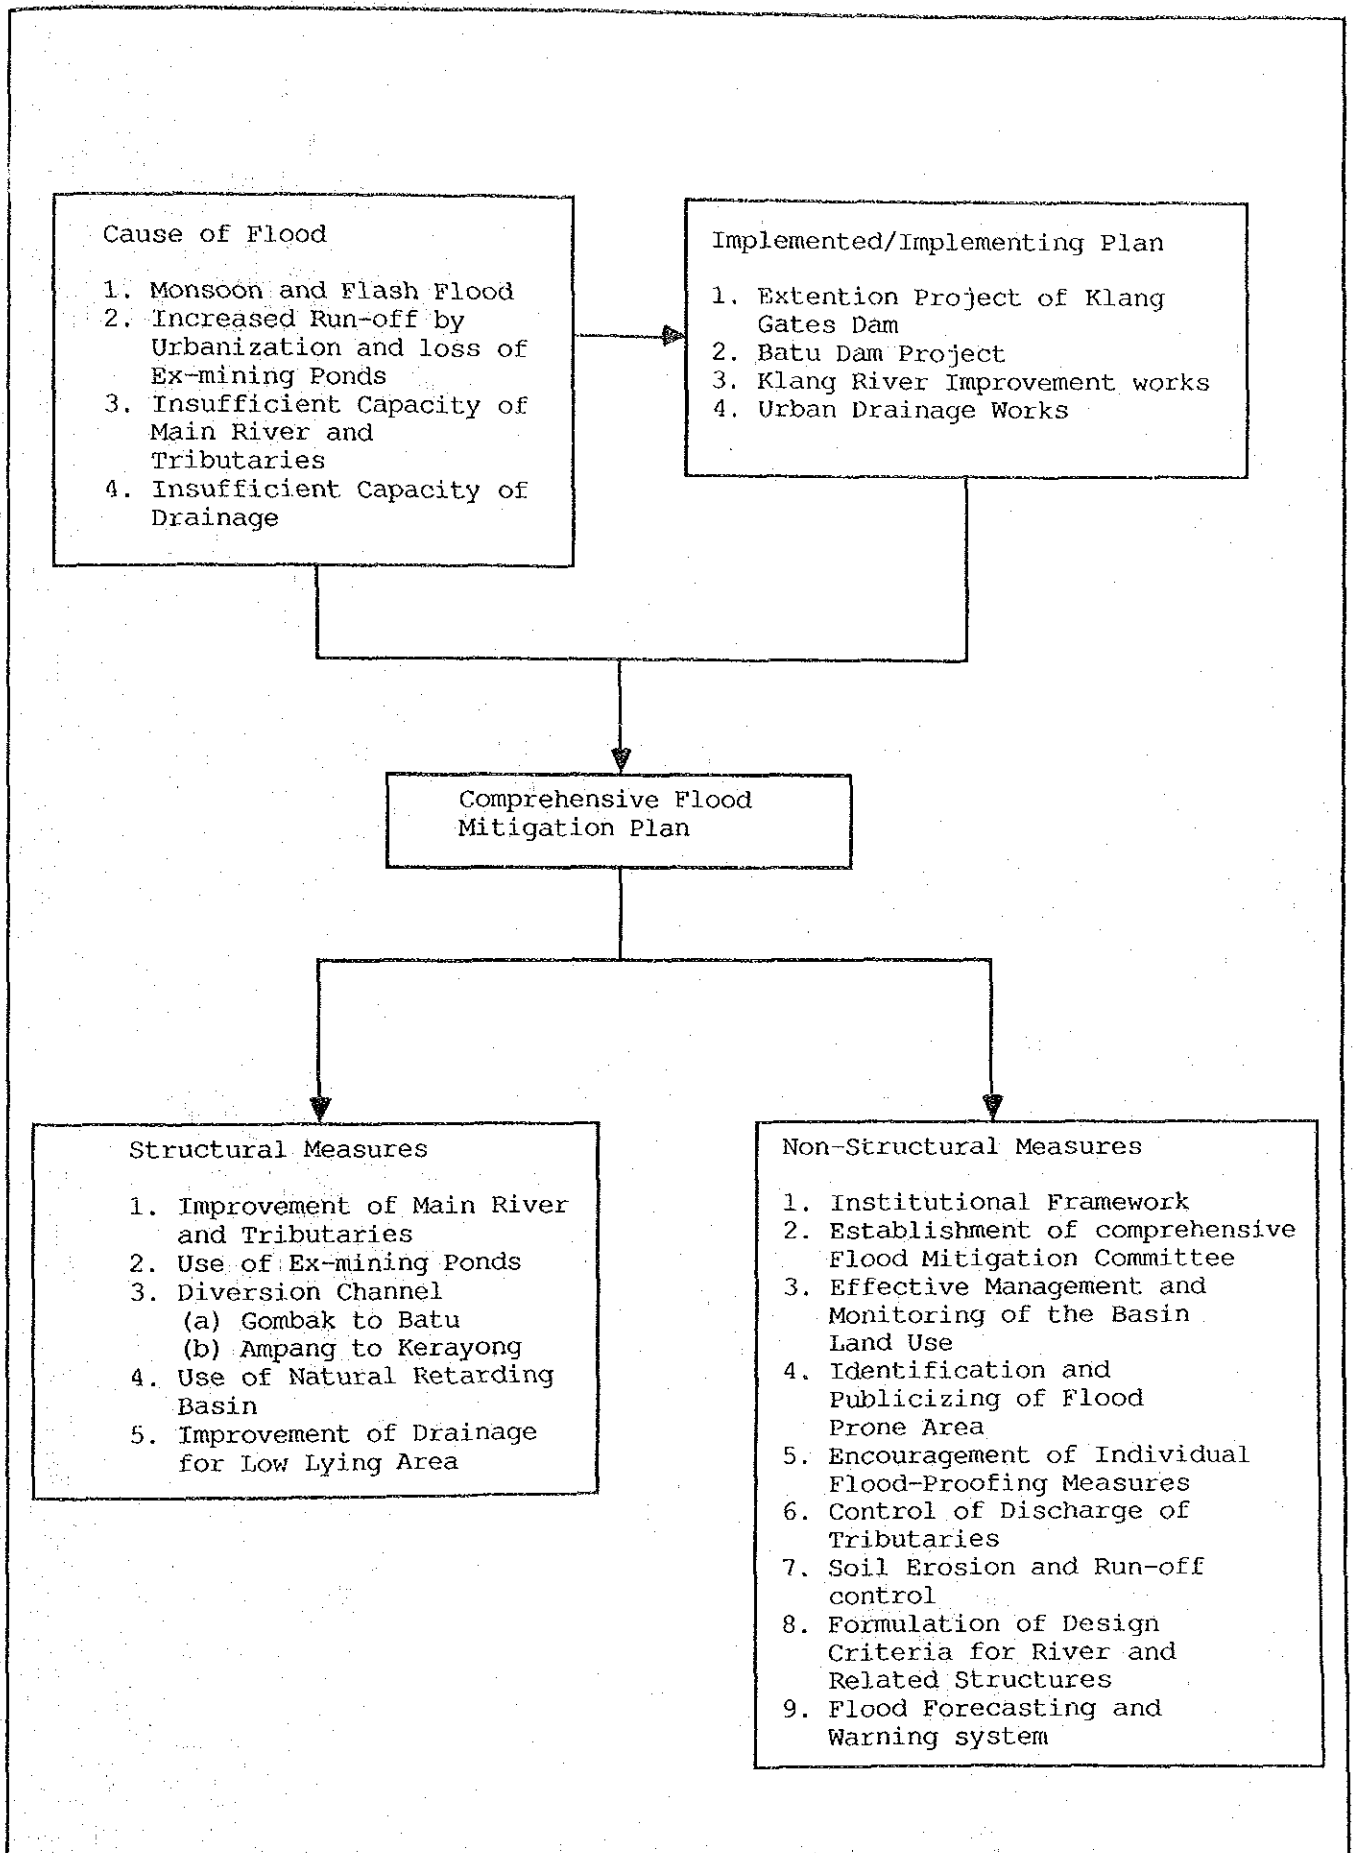 Cause of Flood
1. Monsoon and Flash Flood
2. Increased Run-off by
Urbanization and loss of
Ex-mining Ponds
3. Insufficient Capacity of
Main River and
Tributaries
4. Insufficient Capacity of
Drainage
Implemented/Implementing Plan
1. Extention Project of Klang
Gates Dam
2. Batu Dam Project
3. Klang River Improvement works
4. Urban Drainage Works
Comprehensive Flood
Mitigation Plan
Structural Measures
1. Improvement of Main River
and Tributaries
2. Use of Ex-mining Ponds
3. Diversion Channel
(a) Gombak to Batu
(b) Ampang to Kerayong
4. Use of Natural Retarding
Basin
5. Improvement of Drainage
for Low Lying Area
Non-Structural Measures
1. Institutional Framework
2. Establishment of comprehensive
Flood Mitigation Committee
3. Effective Management and
Monitoring of the Basin
Land Use
4. Identification and
Publicizing of Flood
Prone Area
5. Encouragement of Individual
Flood-Proofing Measures
6. Control of Discharge of
Tributaries
7. Soil Erosion and Run-off
control
8. Formulation of Design
Criteria for River and
Related Structures
9. Flood Forecasting and
Warning system